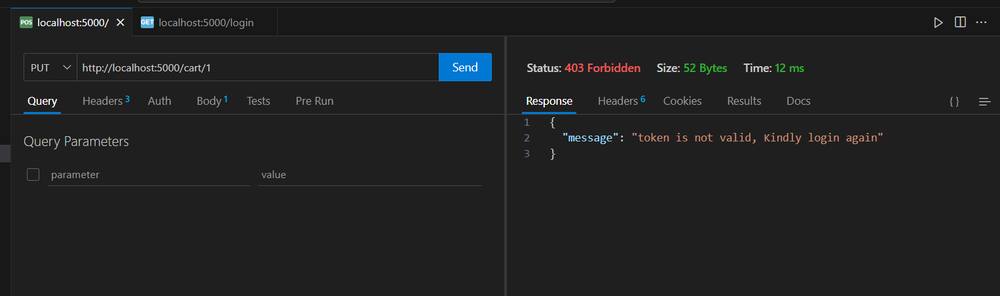 POS localhost:5000/ GET localhost:5000/login
PUT http://localhost:5000/cart/1 Send
Query Headers 3 Auth Body 1 Tests Pre Run
Query Parameters
parameter value
Status: 403 Forbidden Size: 52 Bytes Time: 12 ms
Response Headers 6 Cookies Results Docs { }
1 {
2 "message": "token is not valid, Kindly login again"
3 }